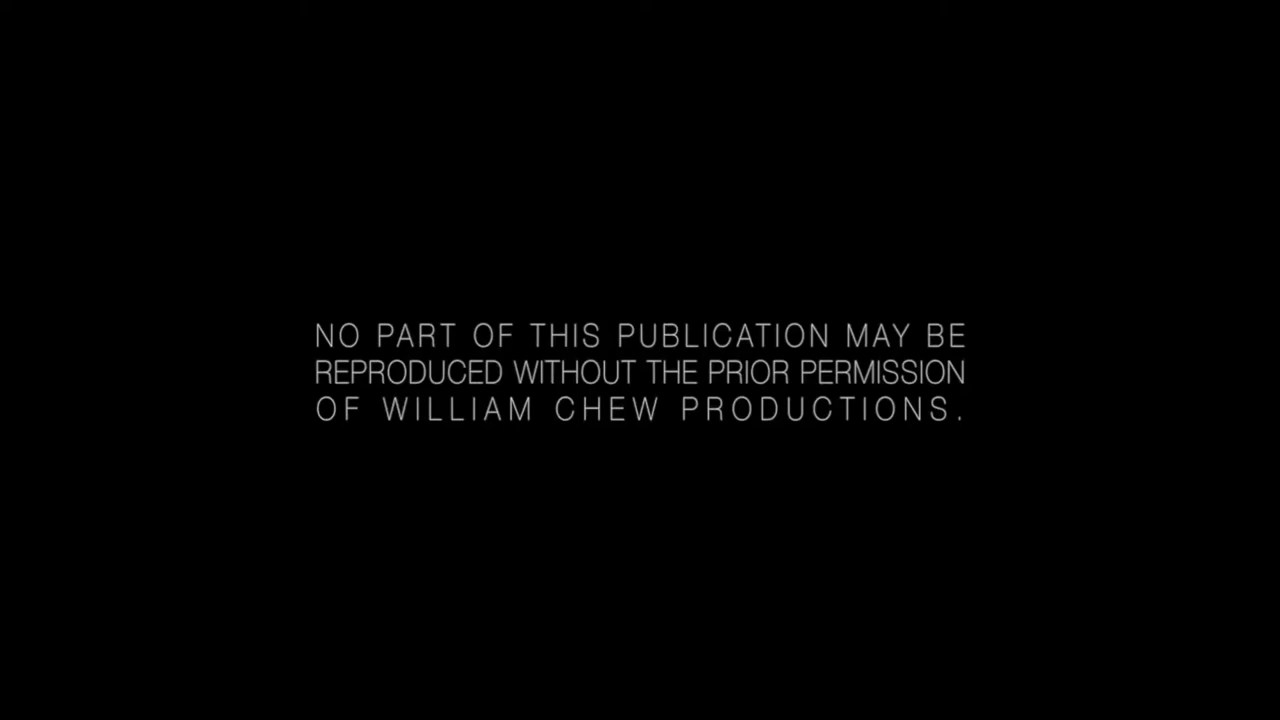 NO PART OF THIS PUBLICATION MAY BE
REPRODUCED WITHOUT THE PRIOR PERMISSION
OF WILLIAM CHEW PRODUCTIONS.